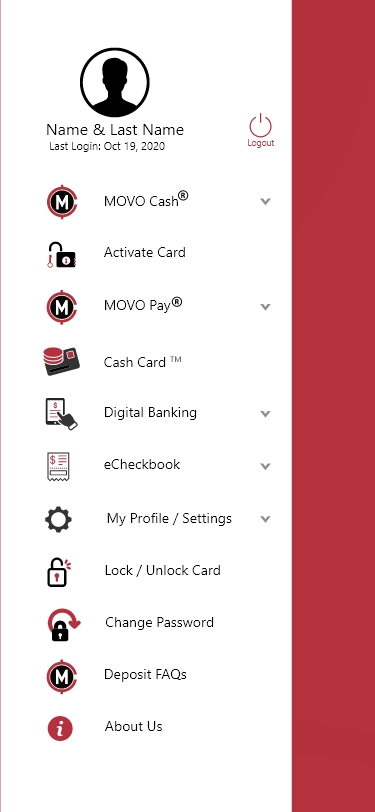 Name & Last Name
Last Login: Oct 19, 2020
Logout
M MOVO Cash®
Activate Card
M MOVO Pay®
Cash Card ™
$ Digital Banking
$ eCheckbook
My Profile / Settings
Lock / Unlock Card
Change Password
M Deposit FAQs
i About Us